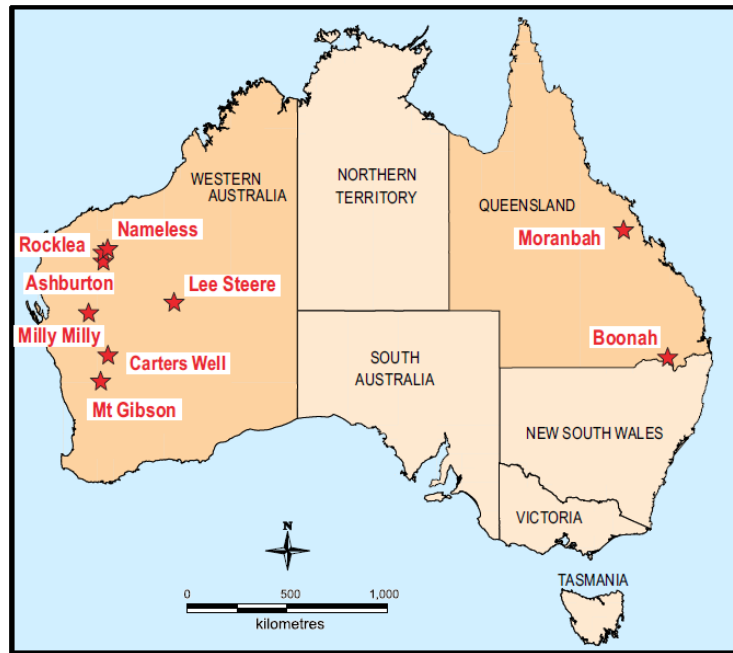 NORTHERN
TERRITORY
WESTERN
AUSTRALIA
QUEENSLAND
Nameless
Rocklea
Moranbah
Ashburton
Lee Steere
Milly Milly
Boonah
Carters Well
SOUTH
AUSTRALIA
Mt Gibson
NEW SOUTH WALES
VICTORIA
N
TASMANIA
0 500 1,000
kilometres